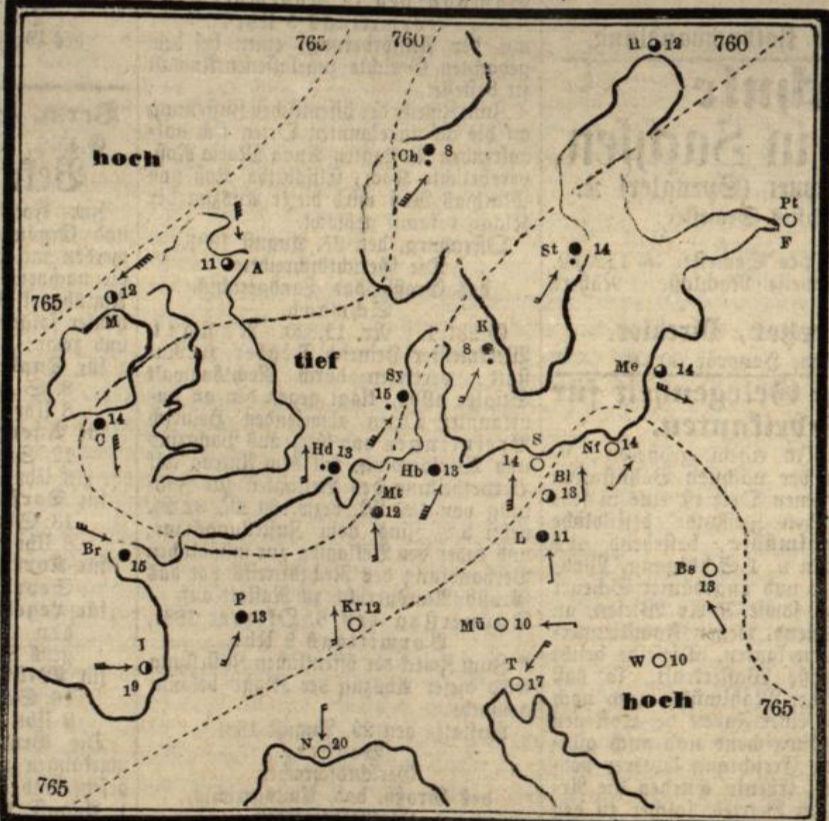 765 760 ü 12 760
hoch
Ch 8
Pt
F
11 A
St 14
765
12
M
K
8
tief
Sy
15
Me 14
14
C
Hd 13
Hb 13
S
14
Nf 14
Bl
13
Mt
12
L 11
Br
15
Bs
13
P 13
Kr 12
Mü 10
T
17
W 10
I
19
hoch
765
N 20
765